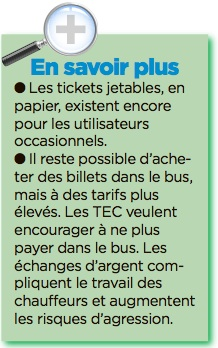 En savoir plus
● Les tickets jetables, en
papier, existent encore
pour les utilisateurs
occasionnels.
● Il reste possible d'ache-
ter des billets dans le bus,
mais à des tarifs plus
élevés. Les TEC veulent
encourager à ne plus
payer dans le bus. Les
échanges d'argent com-
pliquent le travail des
chauffeurs et augmentent
les risques d'agression.